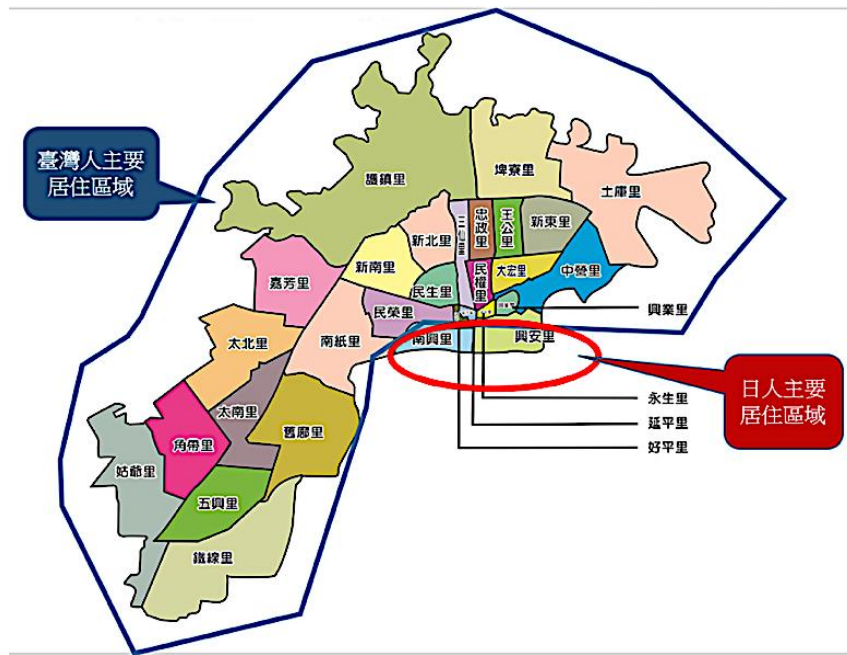 臺灣人主要
居住區域
護鎮里
埤寮里
土庫里
三仙里
忠政里
王公里
新東里
新北里
新南里
嘉芳里
民生里
民權里
大宏里
中營里
民榮里
興業里
太北里
南紙里
南興里
興安里
日人主要
居住區域
永生里
太南里
延平里
舊廍里
角帶里
好平里
姑爺里
五興里
鐵線里